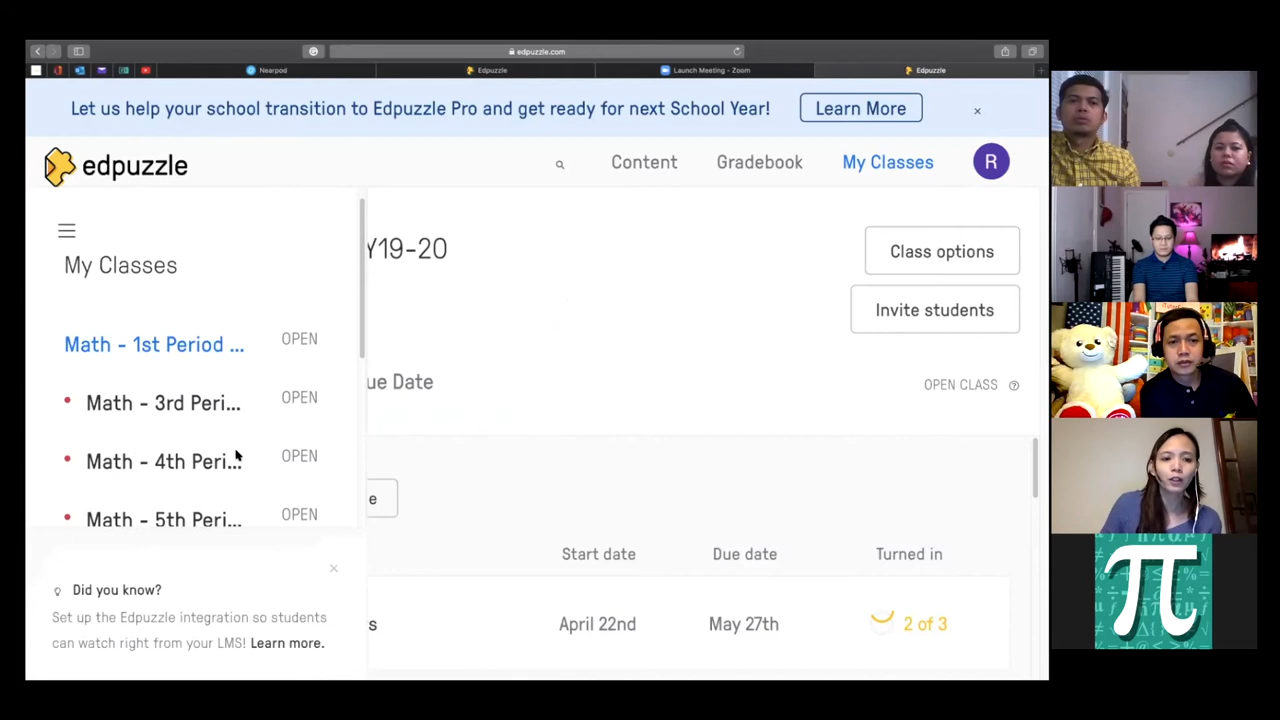 edpuzzle.com
Nearpod
Edpuzzle
Launch Meeting - Zoom
Edpuzzle
Let us help your school transition to Edpuzzle Pro and get ready for next School Year!
Learn More
×
edpuzzle
Content
Gradebook
My Classes
R
My Classes
Y19-20
Class options
Invite students
Math - 1st Period ...
OPEN
Math - 3rd Peri...
OPEN
ue Date
OPEN CLASS
Math - 4th Peri...
OPEN
Math - 5th Peri...
OPEN
e
Start date
Due date
Turned in
Did you know?
Set up the Edpuzzle integration so students
can watch right from your LMS! Learn more.
s
April 22nd
May 27th
2 of 3
π